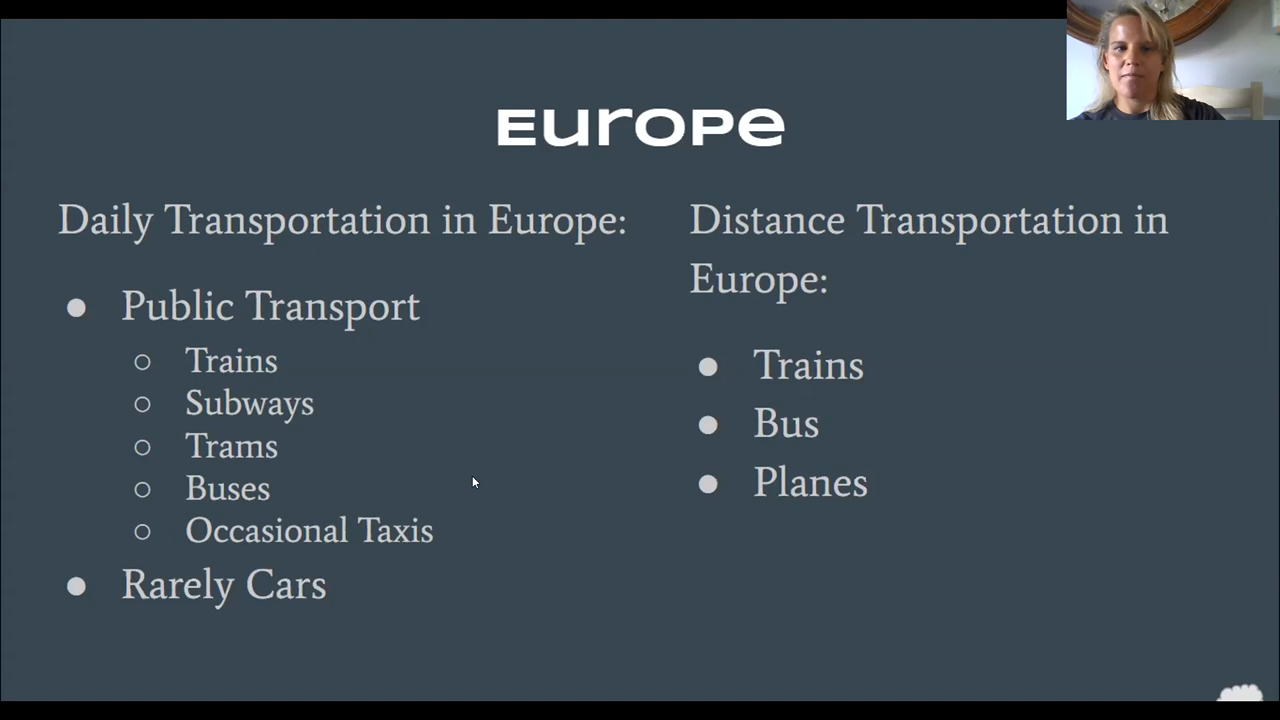 Europe
Daily Transportation in Europe:
● Public Transport
○ Trains
○ Subways
○ Trams
○ Buses
○ Occasional Taxis
● Rarely Cars
Distance Transportation in
Europe:
● Trains
● Bus
● Planes